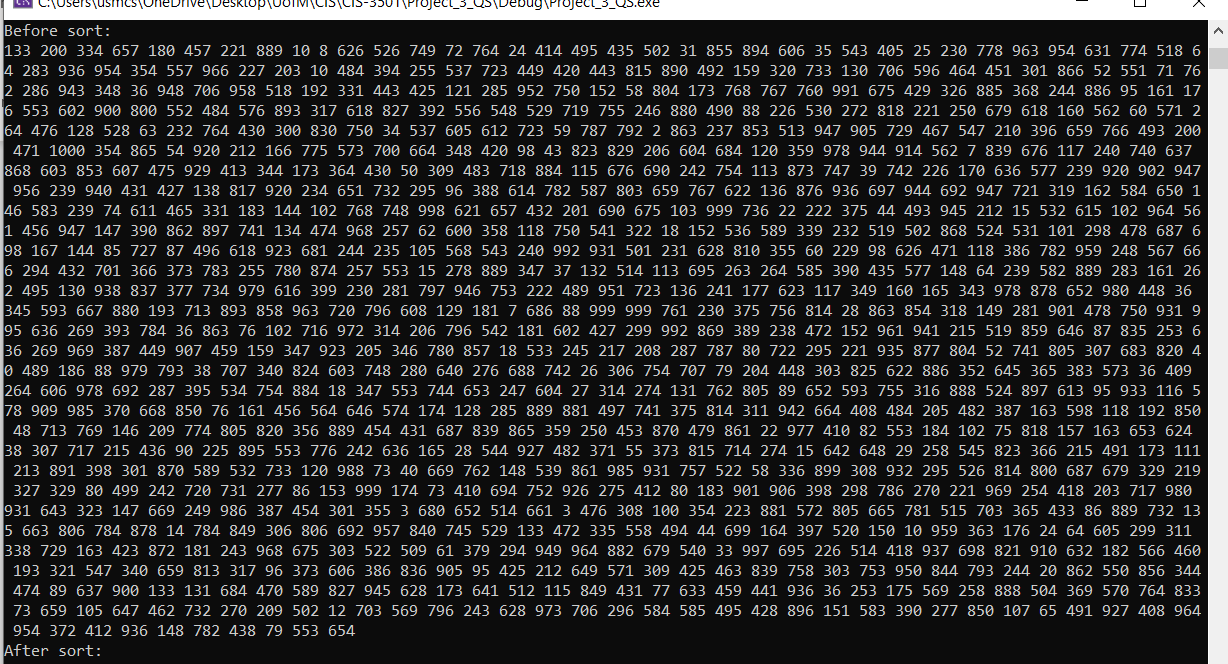 C:\Users\usmcs\OneDrive\Desktop\UofM\CIS\CIS-3501\Project_3_QS\Debug\Project_3_QS.exe
Before sort:
133 200 334 657 180 457 221 889 10 8 626 526 749 72 764 24 414 495 435 502 31 855 894 606 35 543 405 25 230 778 963 954 631 774 518 6
4 283 936 954 354 557 966 227 203 10 484 394 255 537 723 449 420 443 815 890 492 159 320 733 130 706 596 464 451 301 866 52 551 71 76
2 286 943 348 36 948 706 958 518 192 331 443 425 121 285 952 750 152 58 804 173 768 767 760 991 675 429 326 885 368 244 886 95 161 17
6 553 602 900 800 552 484 576 893 317 618 827 392 556 548 529 719 755 246 880 490 88 226 530 272 818 221 250 679 618 160 562 60 571 2
64 476 128 528 63 232 764 430 300 830 750 34 537 605 612 723 59 787 792 2 863 237 853 513 947 905 729 467 547 210 396 659 766 493 200
 471 1000 354 865 54 920 212 166 775 573 700 664 348 420 98 43 823 829 206 604 684 120 359 978 944 914 562 7 839 676 117 240 740 637
868 603 853 607 475 929 413 344 173 364 430 50 309 483 718 884 115 676 690 242 754 113 873 747 39 742 226 170 636 577 239 920 902 947
 956 239 940 431 427 138 817 920 234 651 732 295 96 388 614 782 587 803 659 767 622 136 876 936 697 944 692 947 721 319 162 584 650 1
46 583 239 74 611 465 331 183 144 102 768 748 998 621 657 432 201 690 675 103 999 736 22 222 375 44 493 945 212 15 532 615 102 964 56
1 456 947 147 390 862 897 741 134 474 968 257 62 600 358 118 750 541 322 18 152 536 589 339 232 519 502 868 524 531 101 298 478 687 6
98 167 144 85 727 87 496 618 923 681 244 235 105 568 543 240 992 931 501 231 628 810 355 60 229 98 626 471 118 386 782 959 248 567 66
6 294 432 701 366 373 783 255 780 874 257 553 15 278 889 347 37 132 514 113 695 263 264 585 390 435 577 148 64 239 582 889 283 161 26
2 495 130 938 837 377 734 979 616 399 230 281 797 946 753 222 489 951 723 136 241 177 623 117 349 160 165 343 978 878 652 980 448 36
345 593 667 880 193 713 893 858 963 720 796 608 129 181 7 686 88 999 999 761 230 375 756 814 28 863 854 318 149 281 901 478 750 931 9
95 636 269 393 784 36 863 76 102 716 972 314 206 796 542 181 602 427 299 992 869 389 238 472 152 961 941 215 519 859 646 87 835 253 6
36 269 969 387 449 907 459 159 347 923 205 346 780 857 18 533 245 217 208 287 787 80 722 295 221 935 877 804 52 741 805 307 683 820 4
0 489 186 88 979 793 38 707 340 824 603 748 280 640 276 688 742 26 306 754 707 79 204 448 303 825 622 886 352 645 365 383 573 36 409
264 606 978 692 287 395 534 754 884 18 347 553 744 653 247 604 27 314 274 131 762 805 89 652 593 755 316 888 524 897 613 95 933 116 5
78 909 985 370 668 850 76 161 456 564 646 574 174 128 285 889 881 497 741 375 814 311 942 664 408 484 205 482 387 163 598 118 192 850
 48 713 769 146 209 774 805 820 356 889 454 431 687 839 865 359 250 453 870 479 861 22 977 410 82 553 184 102 75 818 157 163 653 624
38 307 717 215 436 90 225 895 553 776 242 636 165 28 544 927 482 371 55 373 815 714 274 15 642 648 29 258 545 823 366 215 491 173 111
 213 891 398 301 870 589 532 733 120 988 73 40 669 762 148 539 861 985 931 757 522 58 336 899 308 932 295 526 814 800 687 679 329 219
 327 329 80 499 242 720 731 277 86 153 999 174 73 410 694 752 926 275 412 80 183 901 906 398 298 786 270 221 969 254 418 203 717 980
931 643 323 147 669 249 986 387 454 301 355 3 680 652 514 661 3 476 308 100 354 223 881 572 805 665 781 515 703 365 433 86 889 732 13
5 663 806 784 878 14 784 849 306 806 692 957 840 745 529 133 472 335 558 494 44 699 164 397 520 150 10 959 363 176 24 64 605 299 311
338 729 163 423 872 181 243 968 675 303 522 509 61 379 294 949 964 882 679 540 33 997 695 226 514 418 937 698 821 910 632 182 566 460
 193 321 547 340 659 813 317 96 373 606 386 836 905 95 425 212 649 571 309 425 463 839 758 303 753 950 844 793 244 20 862 550 856 344
474 89 637 900 133 131 684 470 589 827 945 628 173 641 512 115 849 431 77 633 459 441 936 36 253 175 569 258 888 504 369 570 764 833
73 659 105 647 462 732 270 209 502 12 703 569 796 243 628 973 706 296 584 585 495 428 896 151 583 390 277 850 107 65 491 927 408 964
 954 372 412 936 148 782 438 79 553 654
After sort: